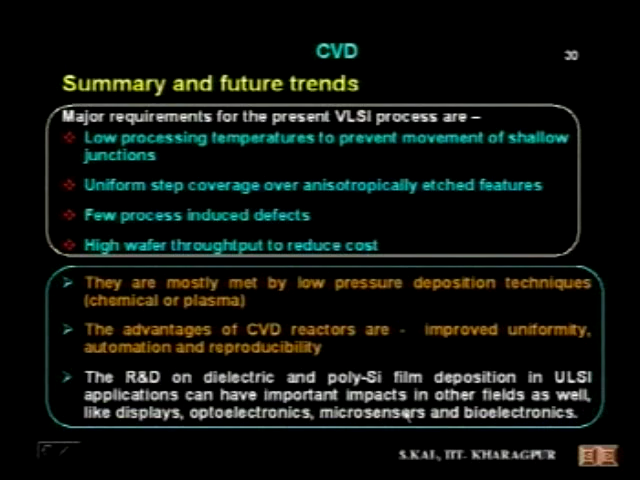 CVD
30
Summary and future trends
Major requirements for the present VLSI process are –
Low processing temperatures to prevent movement of shallow
junctions
Uniform step coverage over anisotropically etched features
Few process induced defects
High wafer throughtput to reduce cost
They are mostly met by low pressure deposition techniques
(chemical or plasma)
The advantages of CVD reactors are - improved uniformity,
automation and reproducibility
The R&D on dielectric and poly-Si film deposition in ULSI
applications can have important impacts in other fields as well,
like displays, optoelectronics, microsensors and bioelectronics.
S.KAL, IIT- KHARAGPUR